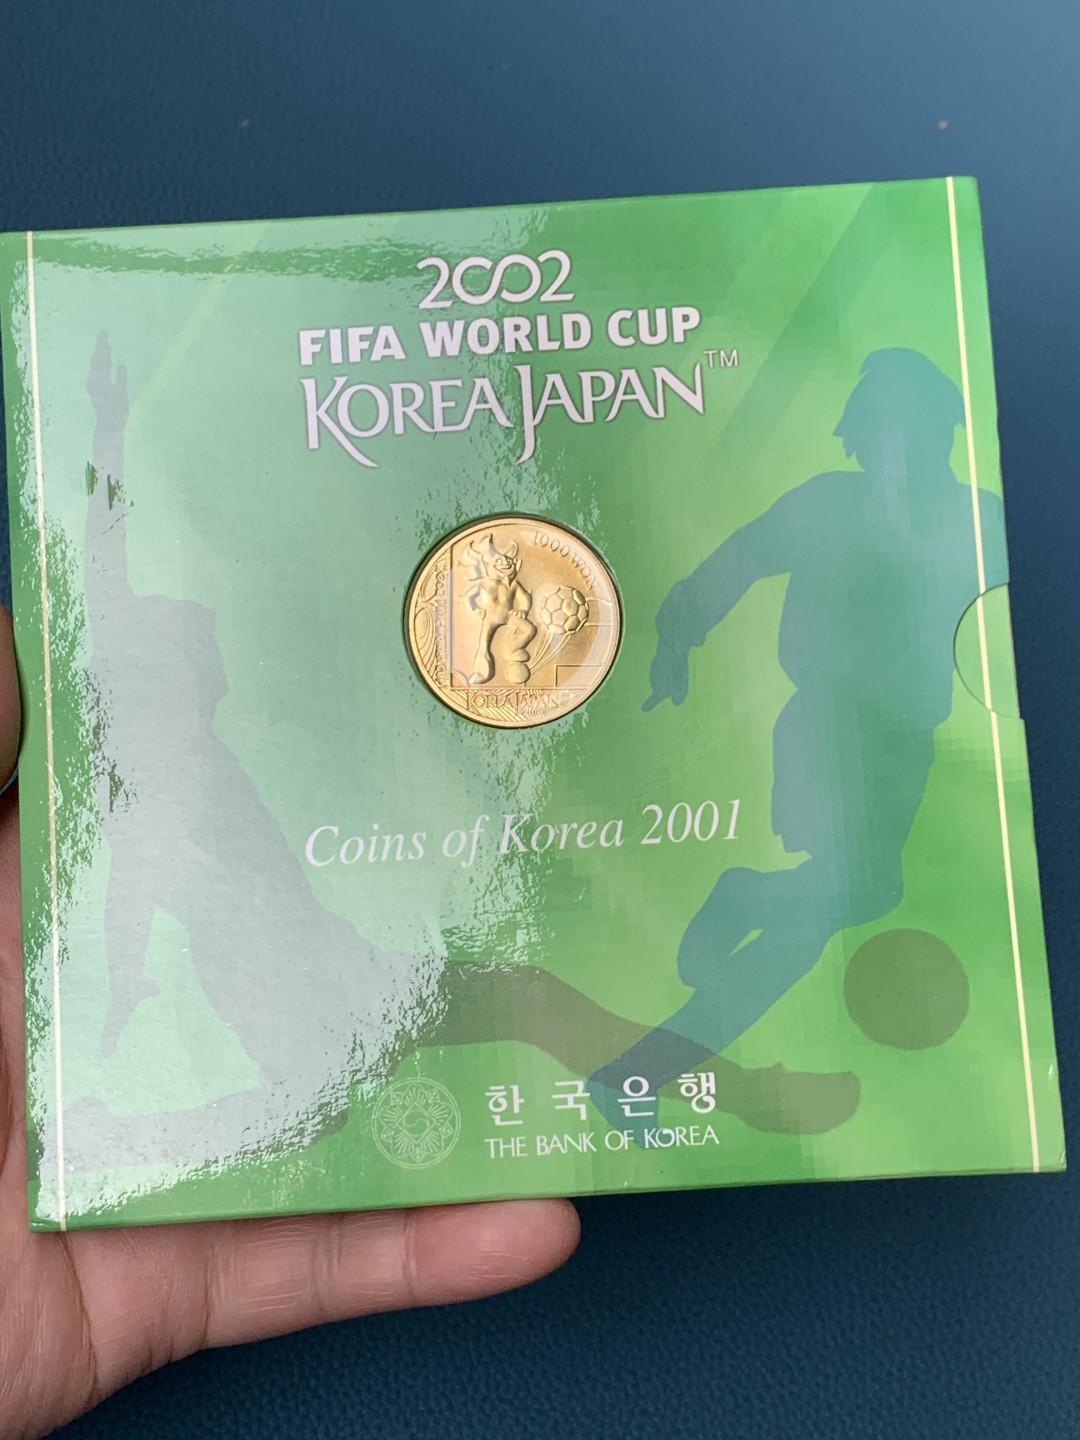 2002
FIFA WORLD CUP
KOREA JAPAN™
1000 WON
KOREA JAPAN
Coins of Korea 2001
한국은행
THE BANK OF KOREA